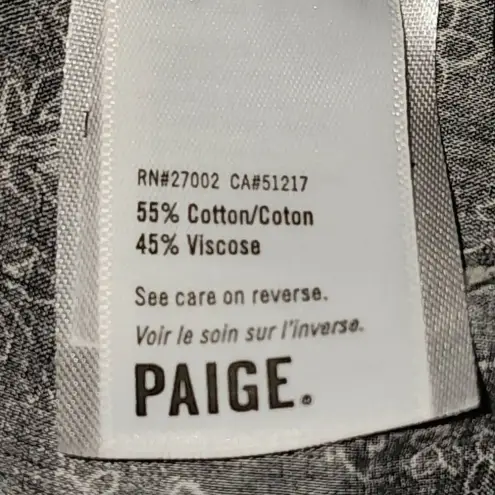 RN#27002 CA#51217
55% Cotton/Coton
45% Viscose
See care on reverse.
Voir le soin sur l'inverse.
PAIGE.